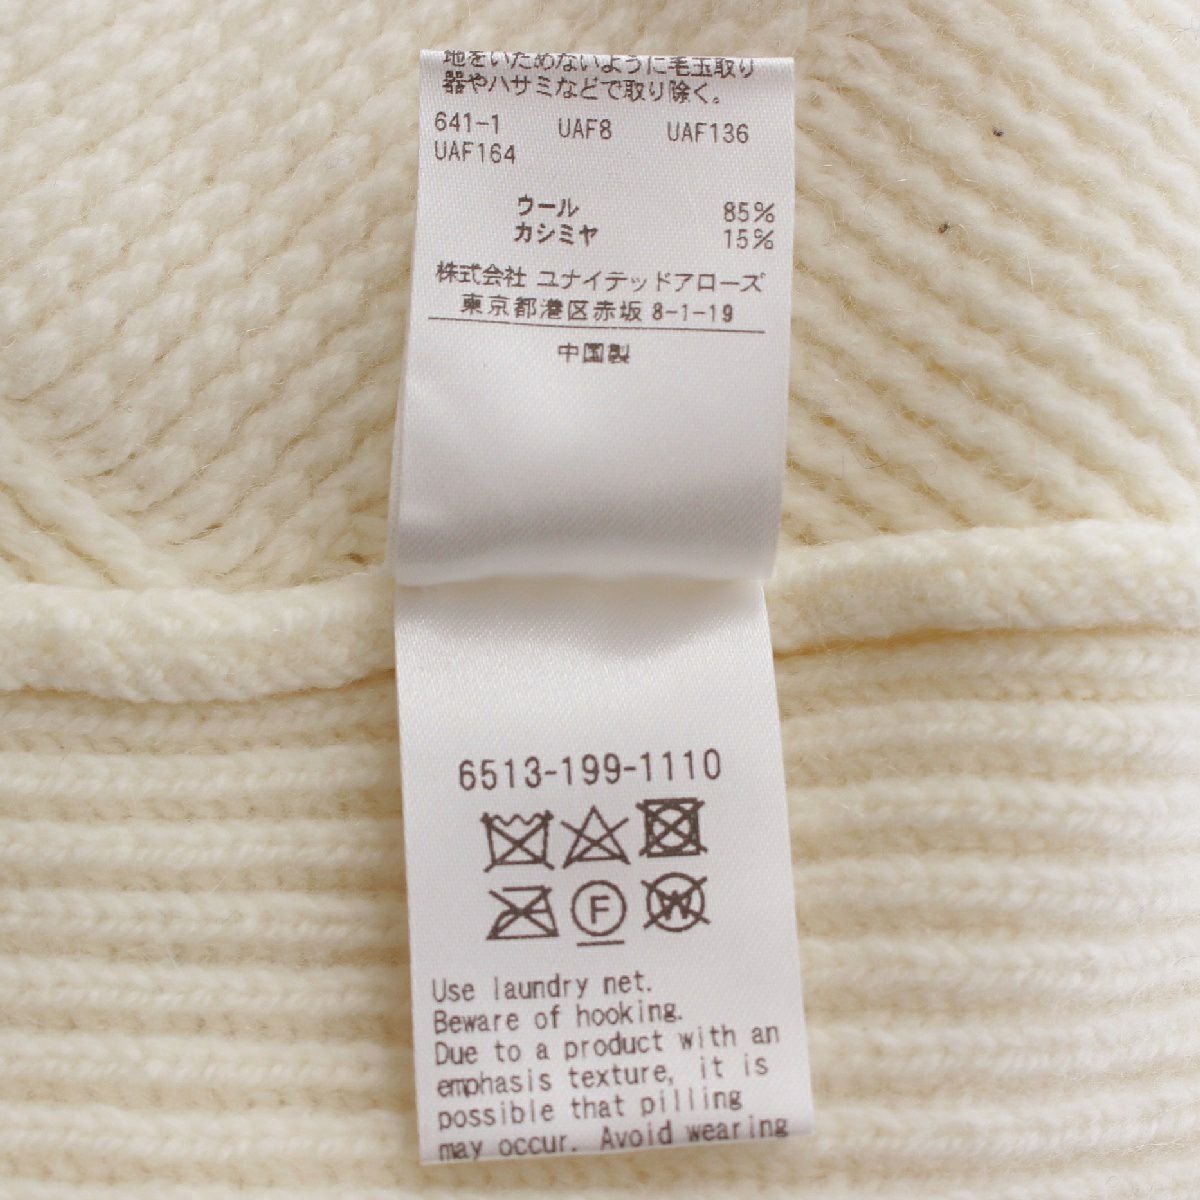 地をいためないように毛玉取り
器やハサミなどで取り除く。
641-1 UAF8 UAF136
UAF164
ウール 85%
カシミヤ 15%
株式会社 ユナイテッドアローズ
東京都港区赤坂 8-1-19
中国製
6513-199-1110
F
W
Use laundry net.
Beware of hooking.
Due to a product with an
emphasis texture, it is
possible that pilling
may occur. Avoid wearing